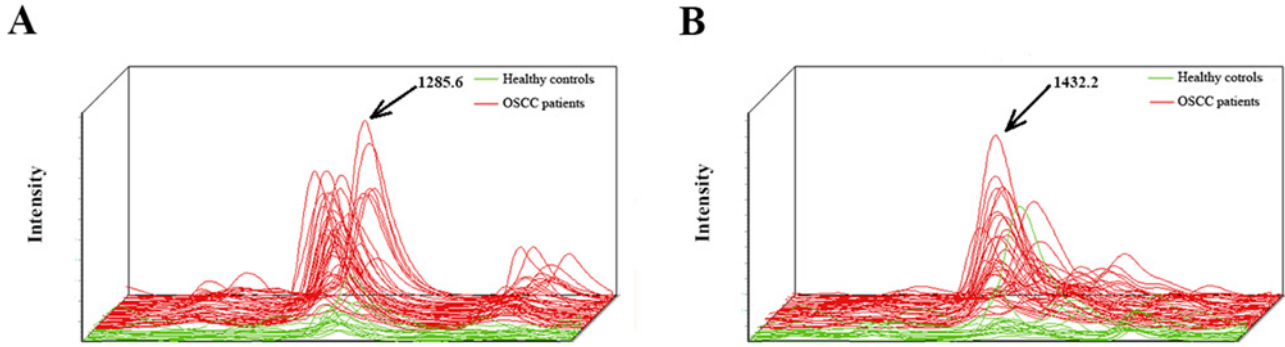 A
1285.6
Healthy controls
OSCC patients
Intensity
B
1432.2
Healthy cotrols
OSCC patients
Intensity